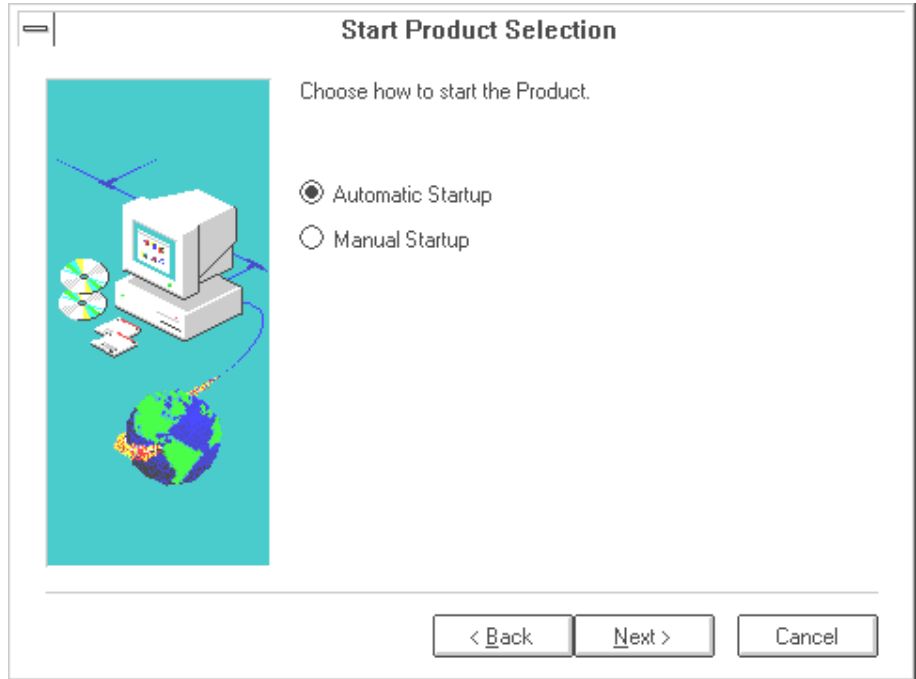 Start Product Selection
Choose how to start the Product.
Automatic Startup
Manual Startup
< Back
Next >
Cancel